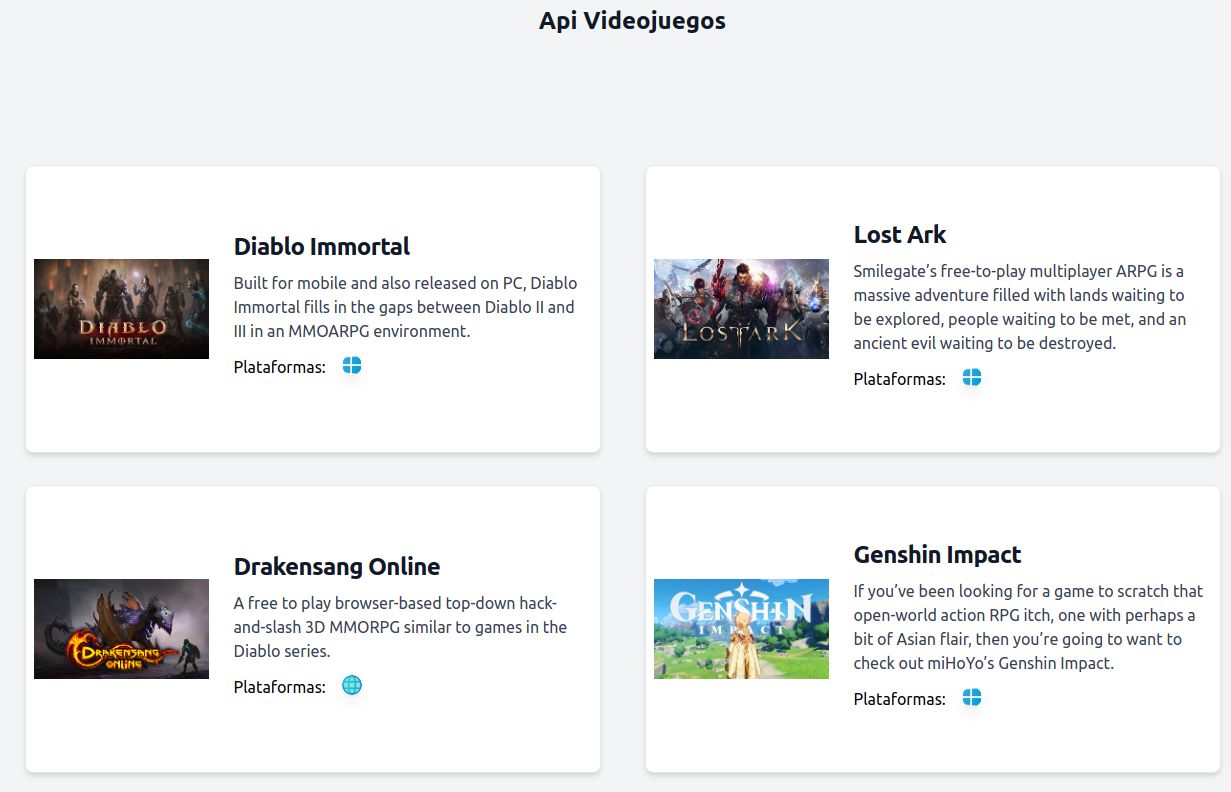 Api Videojuegos
DIABLO
IMMORTAL
Diablo Immortal
Built for mobile and also released on PC, Diablo
Immortal fills in the gaps between Diablo II and
III in an MMOARPG environment.
Plataformas:
LOST ARK
Lost Ark
Smilegate’s free-to-play multiplayer ARPG is a
massive adventure filled with lands waiting to
be explored, people waiting to be met, and an
ancient evil waiting to be destroyed.
Plataformas:
DRAKENSANG
ONLINE
Drakensang Online
A free to play browser-based top-down hack-
and-slash 3D MMORPG similar to games in the
Diablo series.
Plataformas:
GENSHIN
IMPACT
Genshin Impact
If you’ve been looking for a game to scratch that
open-world action RPG itch, one with perhaps a
bit of Asian flair, then you’re going to want to
check out miHoYo’s Genshin Impact.
Plataformas: